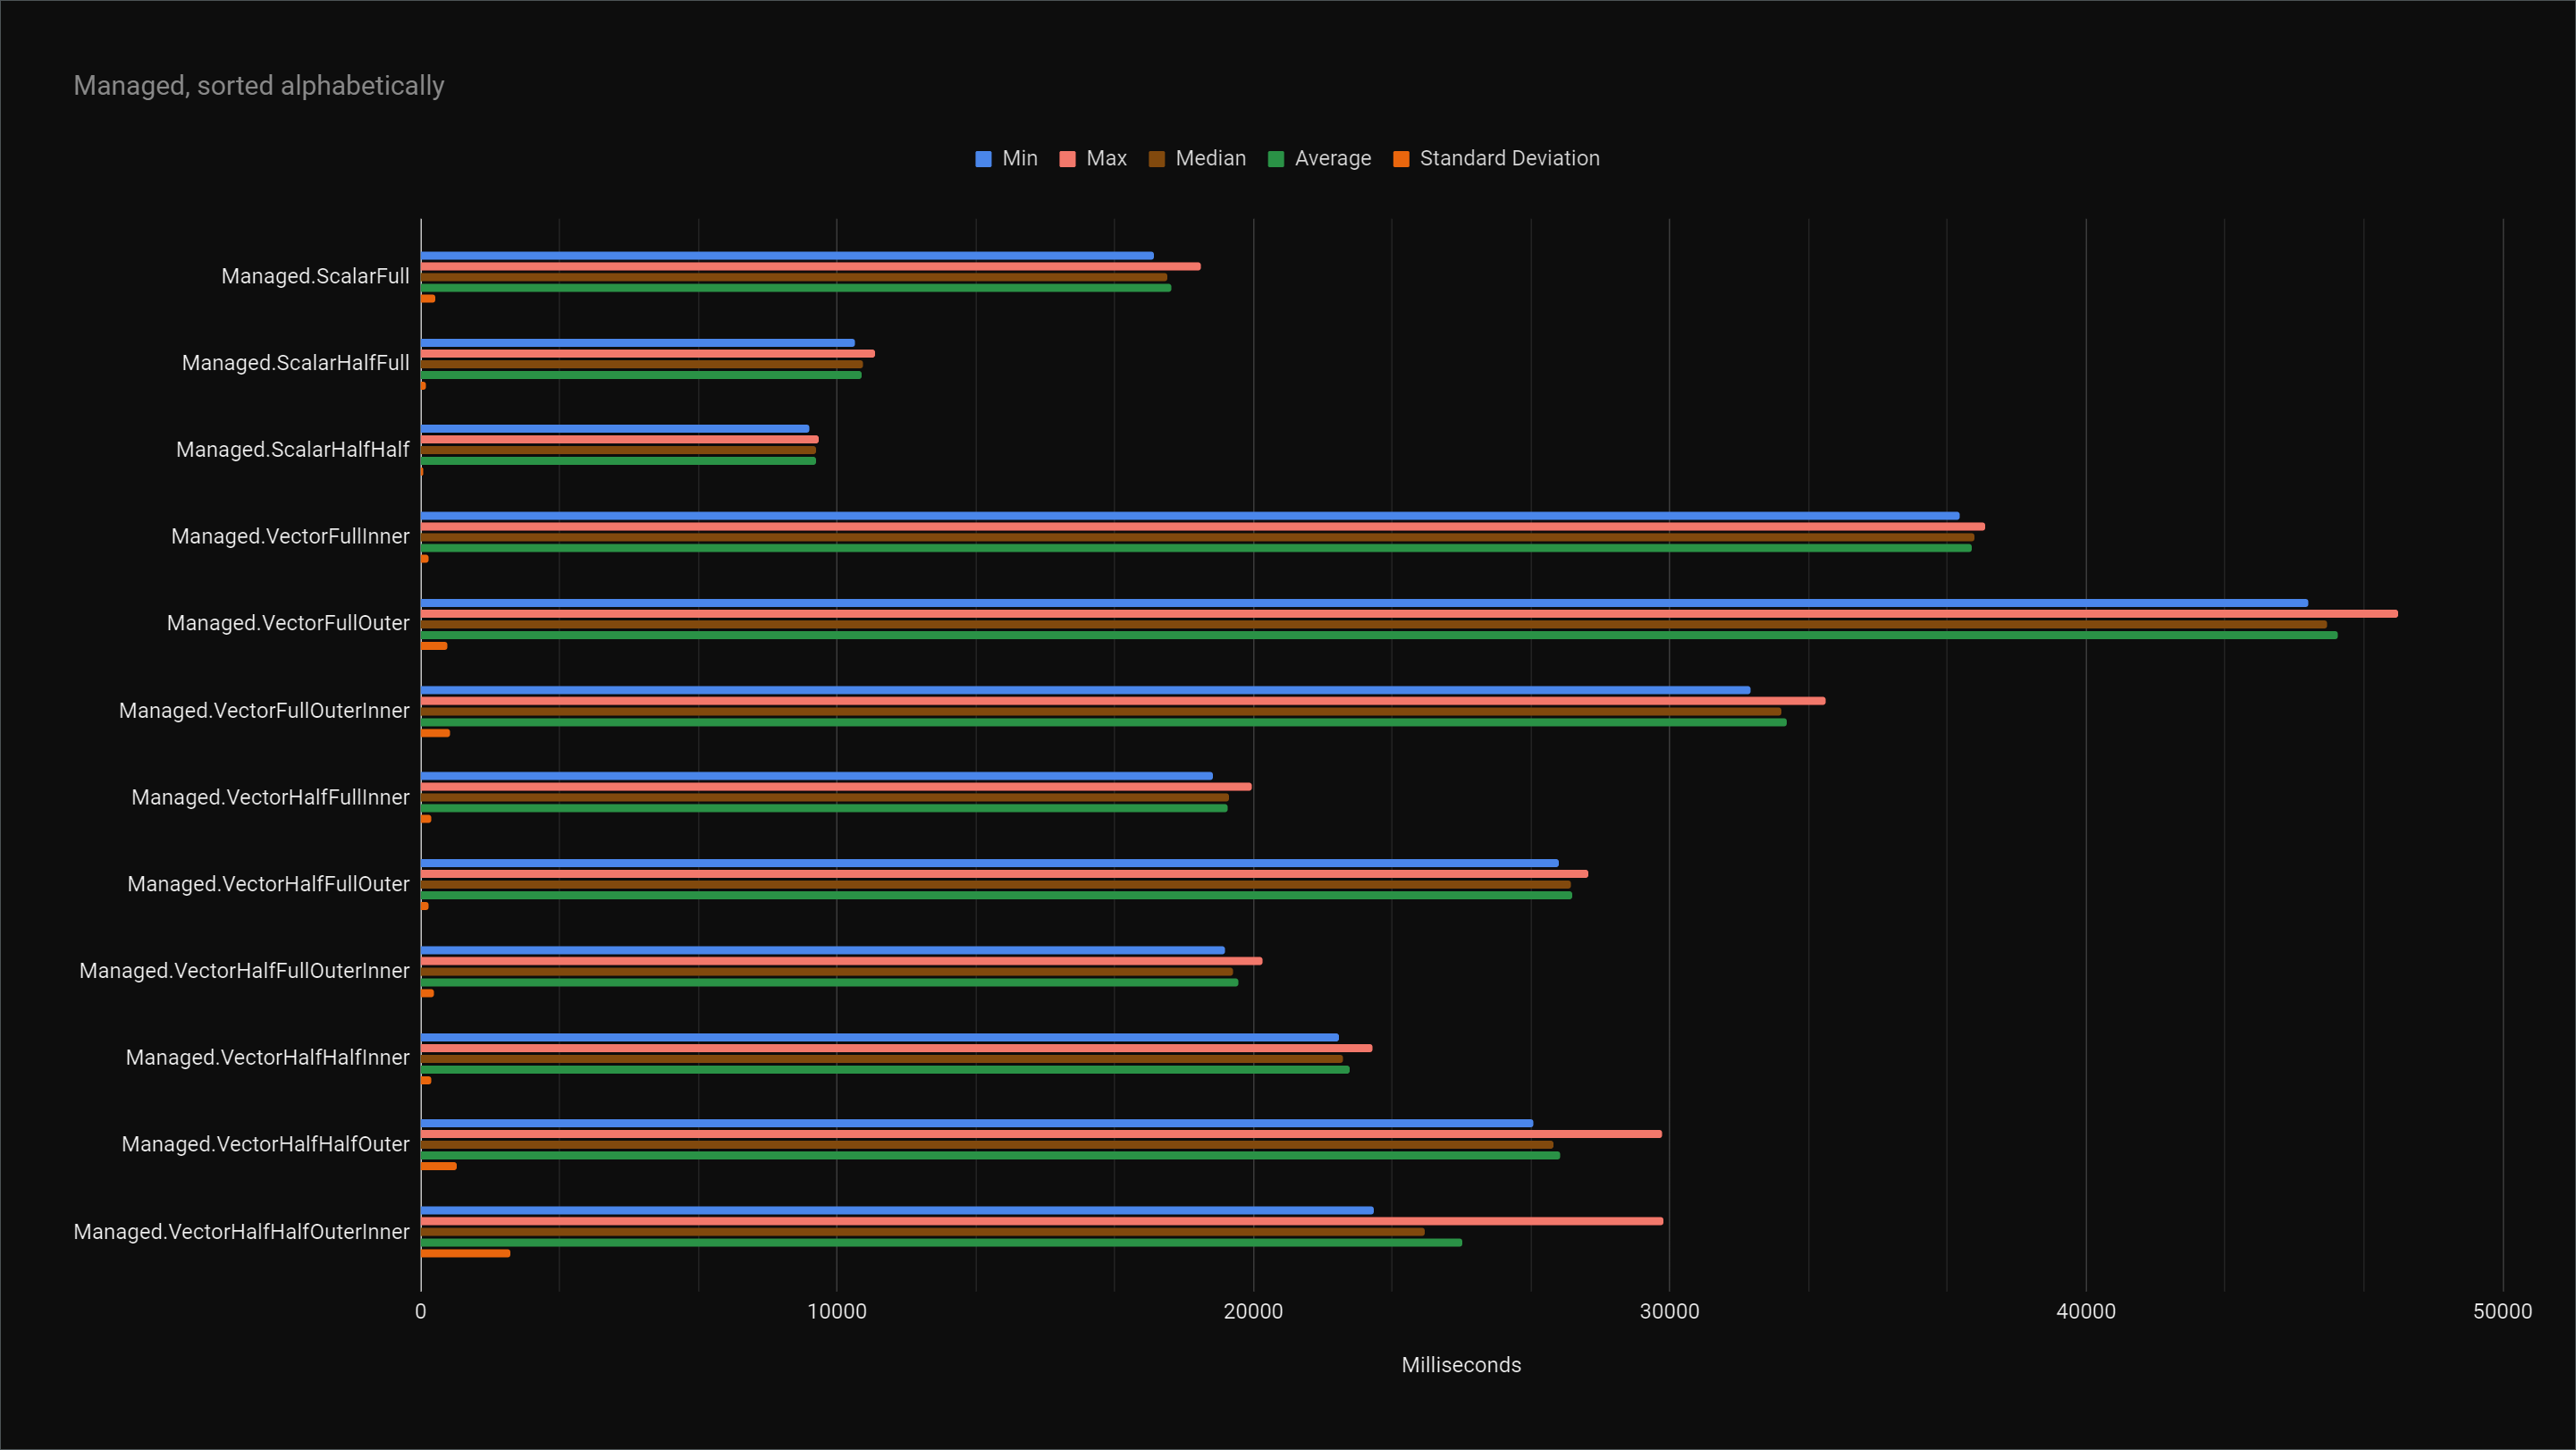 Managed, sorted alphabetically
Min Max Median Average Standard Deviation
Managed.ScalarFull
Managed.ScalarHalfFull
Managed.ScalarHalfHalf
Managed.VectorFullInner
Managed.VectorFullOuter
Managed.VectorFullOuterInner
Managed.VectorHalfFullInner
Managed.VectorHalfFullOuter
Managed.VectorHalfFullOuterInner
Managed.VectorHalfHalfInner
Managed.VectorHalfHalfOuter
Managed.VectorHalfHalfOuterInner
0 10000 20000 30000 40000 50000
Milliseconds